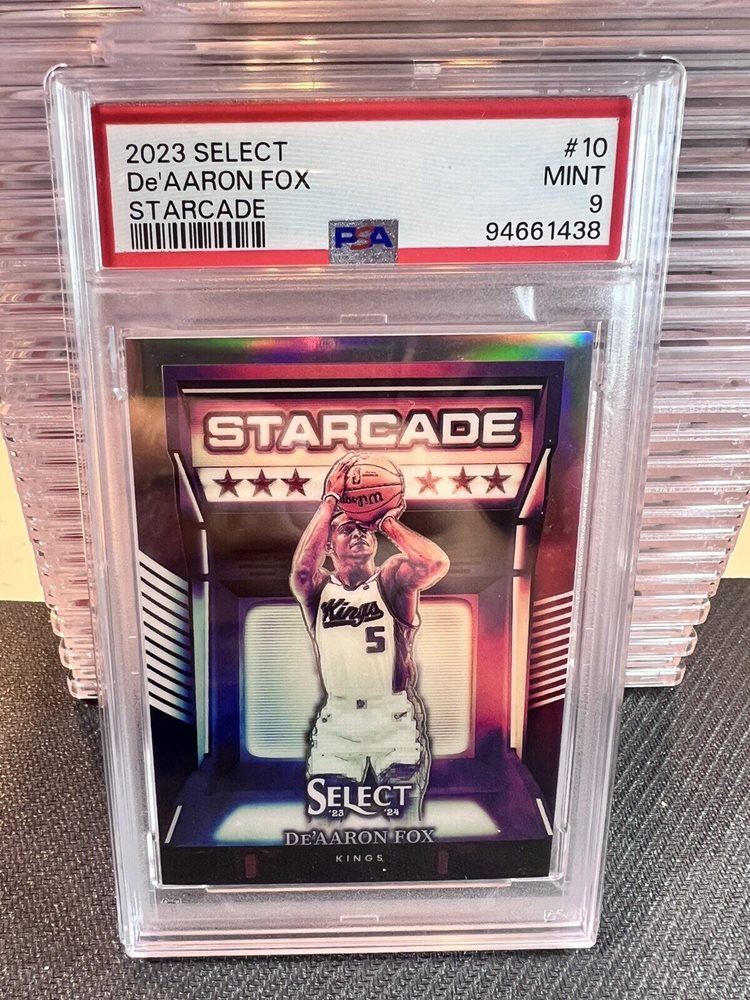 2023 SELECT #10
De'AARON FOX MINT
STARCADE 9
PSA 94661438
STARCADE
Wilson
Kings
5
SELECT
'23 '24
DE'AARON FOX
KINGS